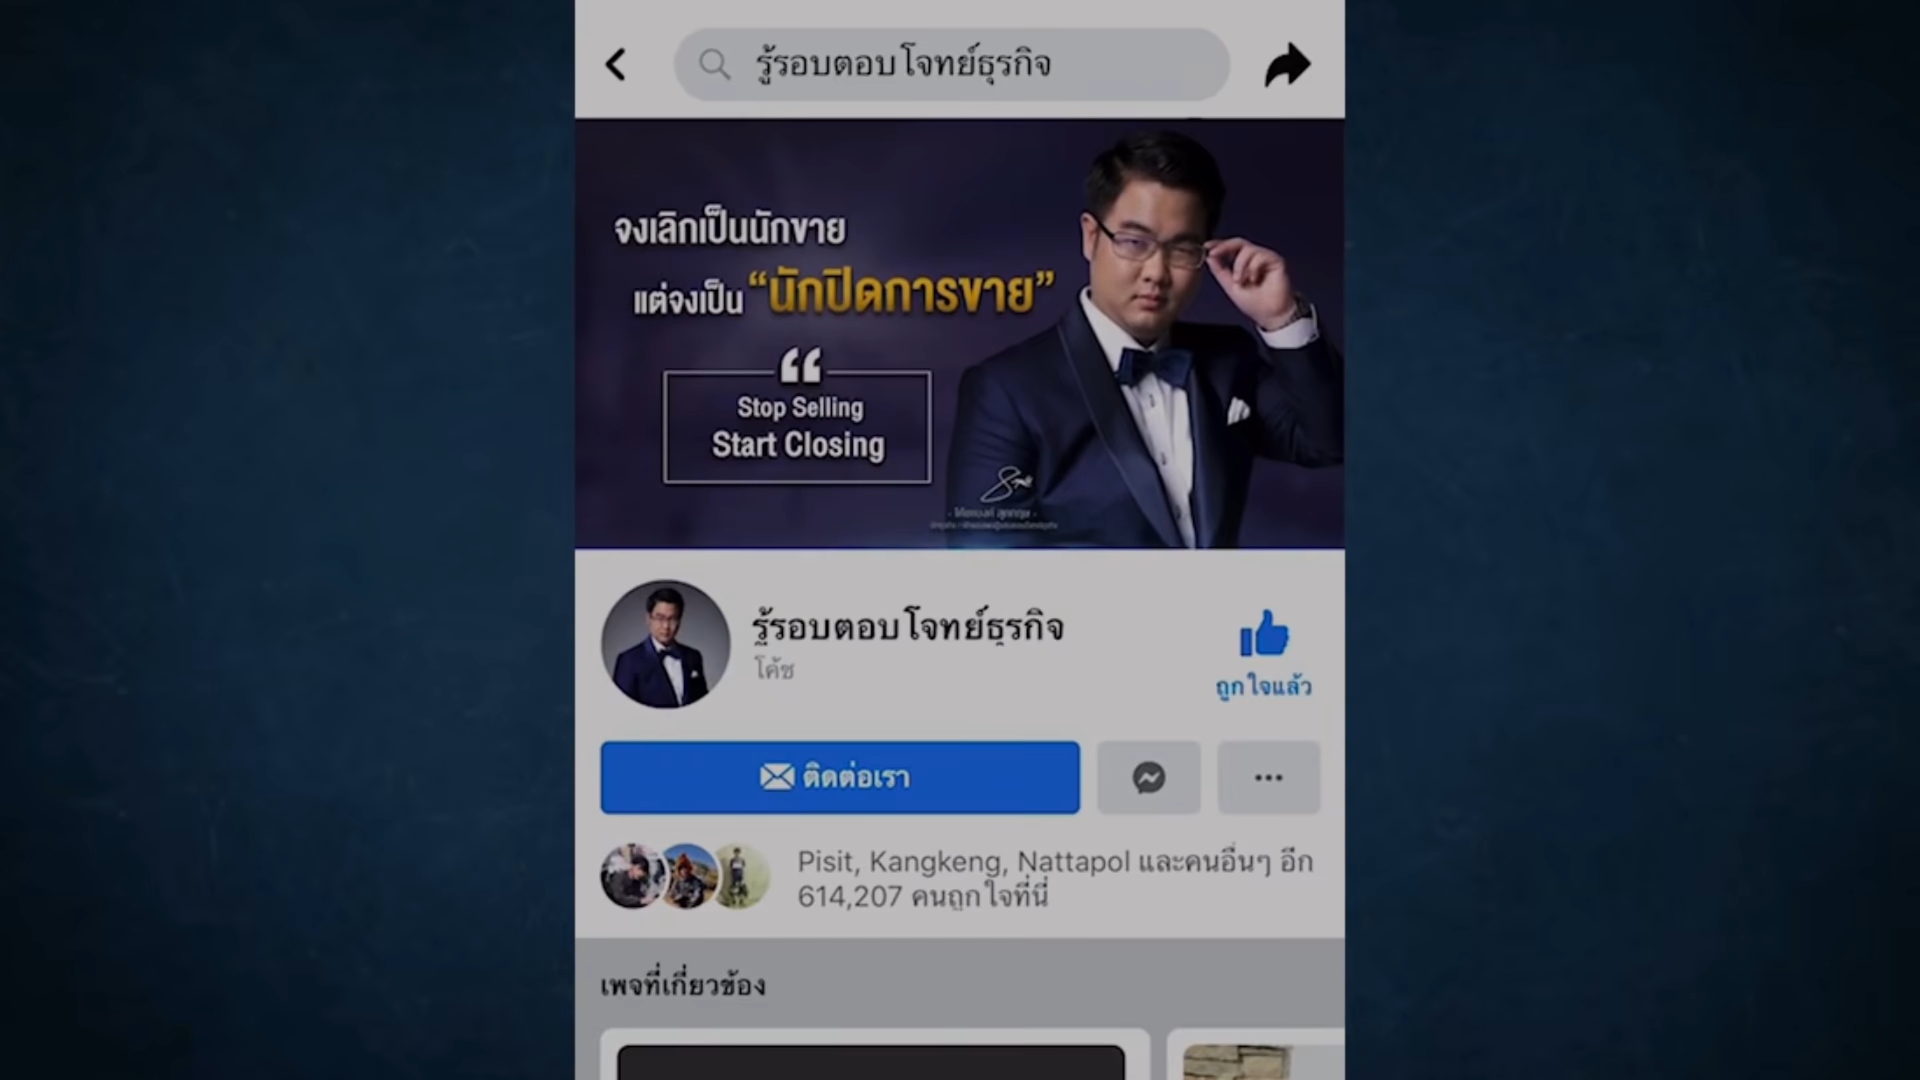 รู้รอบตอบโจทย์ธุรกิจ
จงเลิกเป็นนักขาย
แต่จงเป็น “นักปิดการขาย”
“
Stop Selling
Start Closing
รู้รอบตอบโจทย์ธุรกิจ
โค้ช
ถูกใจแล้ว
ติดต่อเรา
Pisit, Kangkeng, Nattapol และคนอื่นๆ อีก
614,207 คนถูกใจที่นี่
เพจที่เกี่ยวข้อง